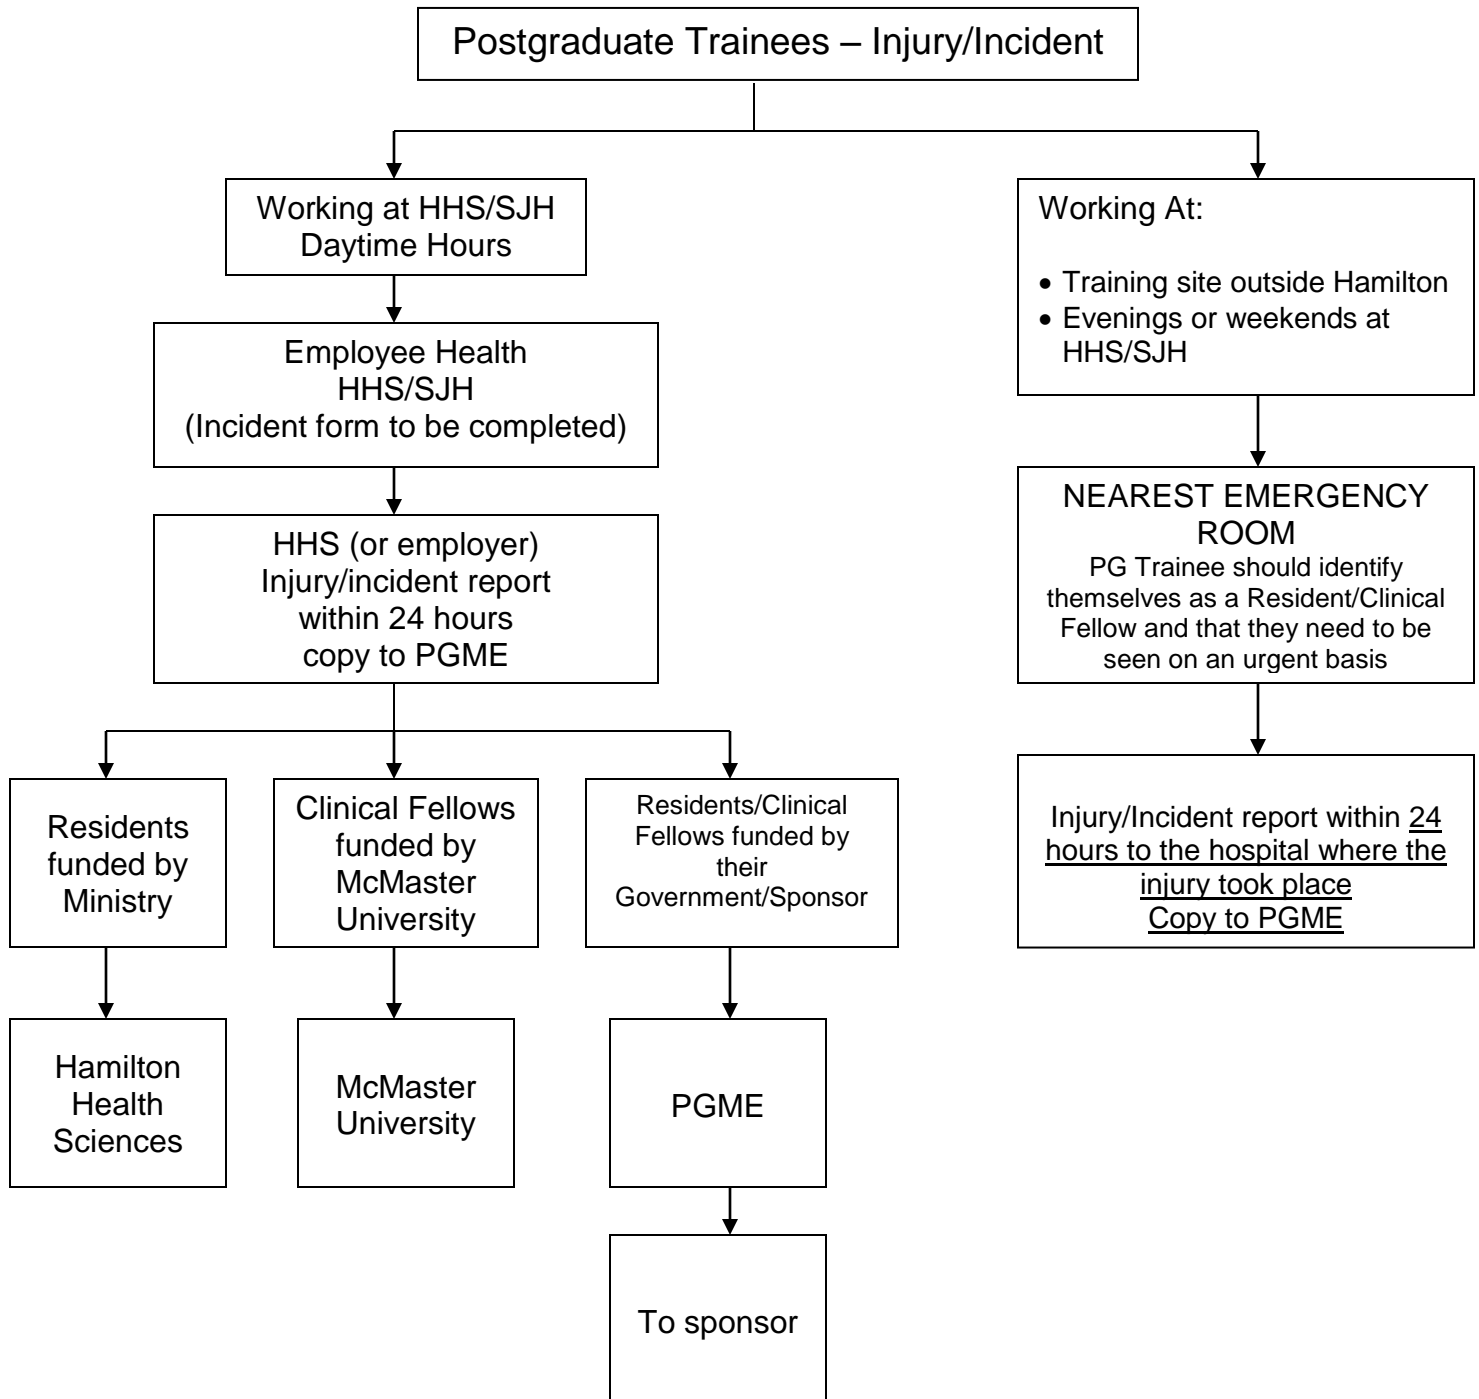 Postgraduate Trainees – Injury/Incident
Working at HHS/SJH
Daytime Hours
Employee Health
HHS/SJH
(Incident form to be completed)
HHS (or employer)
Injury/incident report
within 24 hours
copy to PGME
Residents
funded by
Ministry
Clinical Fellows
funded by
McMaster
University
Residents/Clinical
Fellows funded by
their
Government/Sponsor
Hamilton
Health
Sciences
McMaster
University
PGME
To sponsor
Working At:
• Training site outside Hamilton
• Evenings or weekends at
HHS/SJH
NEAREST EMERGENCY
ROOM
PG Trainee should identify
themselves as a Resident/Clinical
Fellow and that they need to be
seen on an urgent basis
Injury/Incident report within 24
hours to the hospital where the
injury took place
Copy to PGME